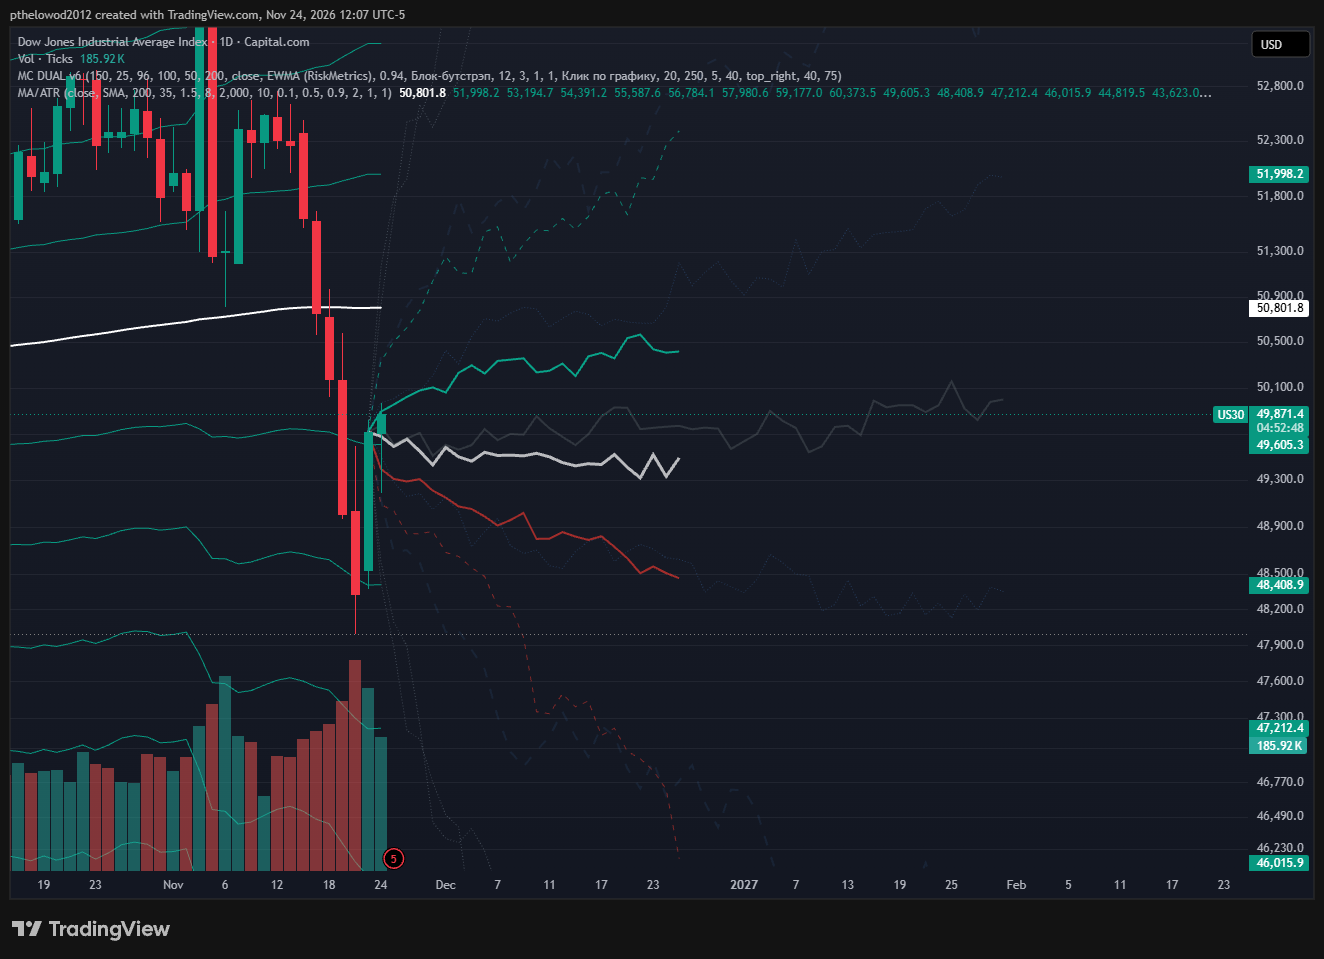 pthelowod2012 created with TradingView.com, Nov 24, 2026 12:07 UTC-5
Dow Jones Industrial Average Index · 1D · Capital.com
Vol · Ticks 185.92K
MC DUAL v6 (150, 25, 96, 100, 50, 200, close, EWMA (RiskMetrics), 0.94, Блок-бутстрэп, 12, 3, 1, 1, Клик по графику, 20, 250, 5, 40, top_right, 40, 75)
MA/ATR (close, SMA, 200, 35, 1.5, 8, 2,000, 10, 0.1, 0.5, 0.9, 2, 1, 1) 50,801.8 51,998.2 53,194.7 54,391.2 55,587.6 56,784.1 57,980.6 59,177.0 60,373.5 49,605.3 48,408.9 47,212.4 46,015.9 44,819.5 43,623.0...
USD
52,800.0
52,300.0
51,998.2
51,800.0
51,300.0
50,900.0
50,801.8
50,500.0
50,100.0
US30 49,871.4
04:52:48
49,605.3
49,300.0
48,900.0
48,500.0
48,408.9
48,200.0
47,900.0
47,600.0
47,300.0
47,212.4
185.92K
46,770.0
46,490.0
46,230.0
46,015.9
5
19 23 Nov 6 12 18 24 Dec 7 11 17 23 2027 7 13 19 25 Feb 5 11 17 23
TradingView